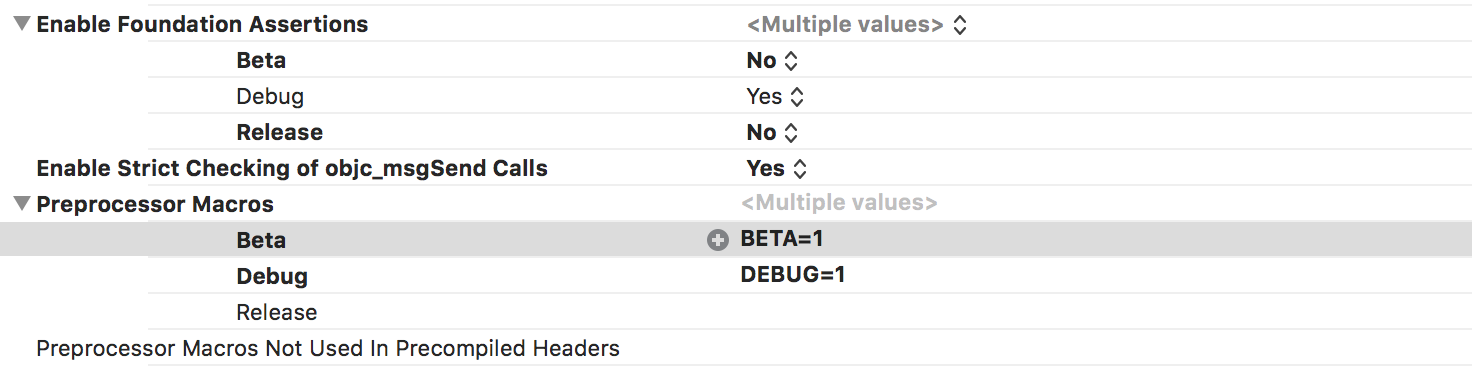 Enable Foundation Assertions <Multiple values>
Beta No
Debug Yes
Release No
Enable Strict Checking of objc_msgSend Calls Yes
Preprocessor Macros <Multiple values>
Beta BETA=1
Debug DEBUG=1
Release
Preprocessor Macros Not Used In Precompiled Headers